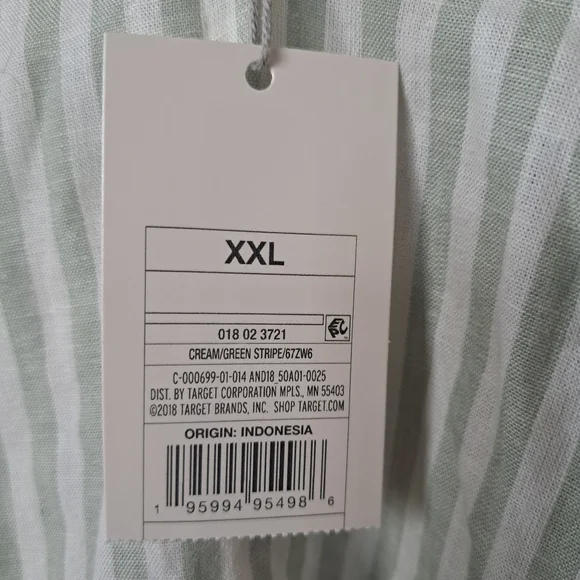 XXL
018 02 3721
CREAM/GREEN STRIPE/67ZW6
C-000699-01-014 AND18_50A01-0025
DIST. BY TARGET CORPORATION MPLS., MN 55403
©2018 TARGET BRANDS, INC. SHOP TARGET.COM
ORIGIN: INDONESIA
1 95994 95498 6